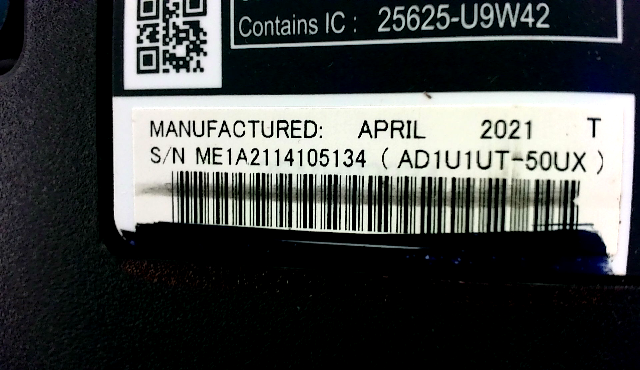 Contains IC : 25625-U9W42
MANUFACTURED: APRIL 2021 T
S/N ME1A2114105134 ( AD1U1UT-50UX )